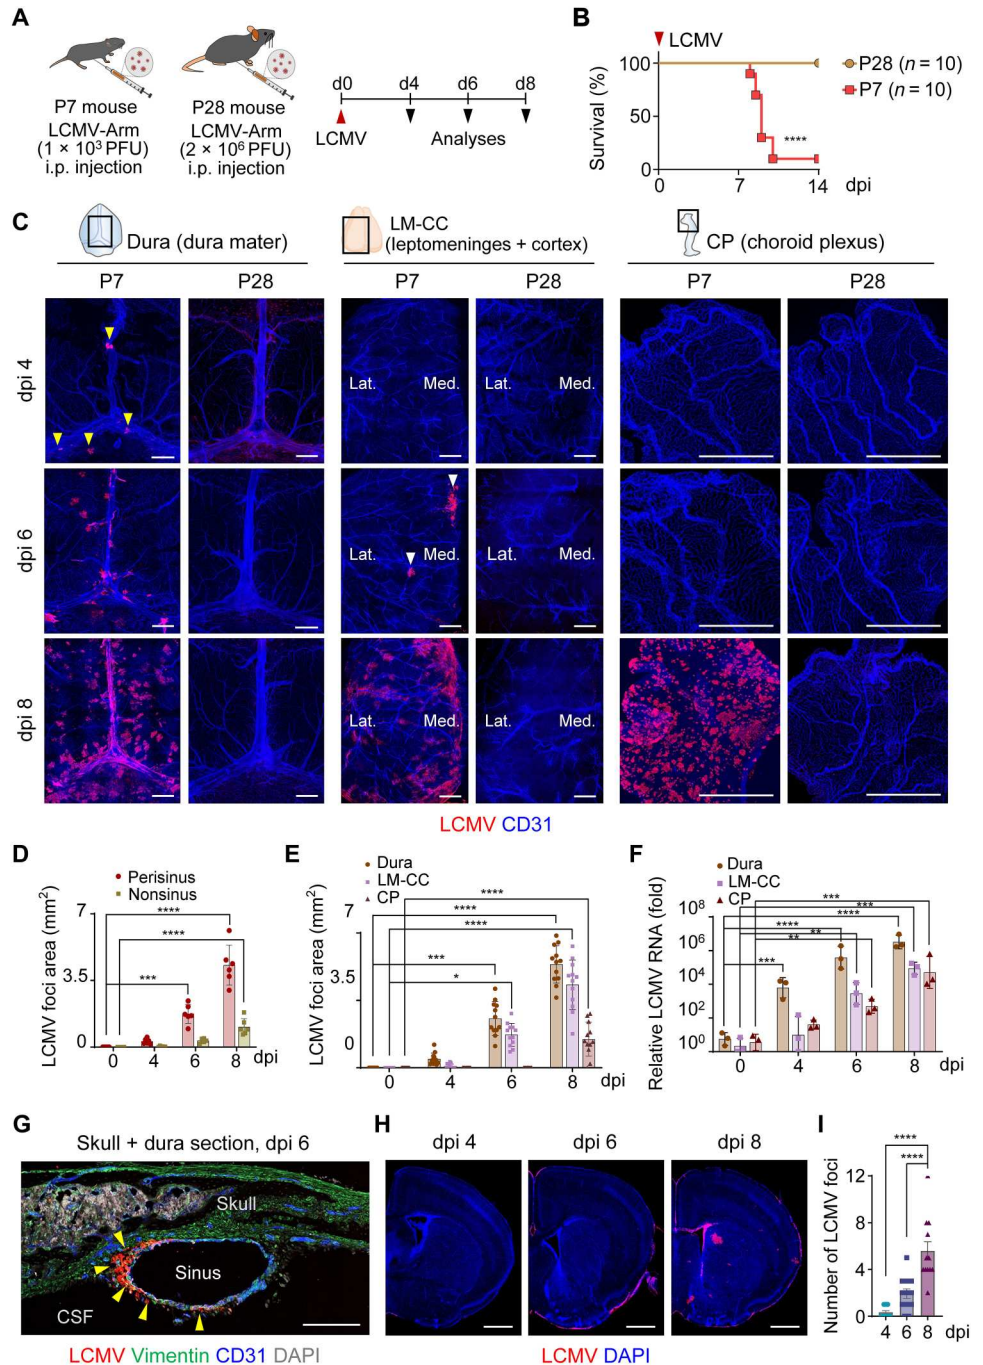 A
P7 mouse
LCMV-Arm
(1 × 10³ PFU)
i.p. injection
P28 mouse
LCMV-Arm
(2 × 10⁶ PFU)
i.p. injection
d0 d4 d6 d8
LCMV Analyses
B
LCMV
Survival (%)
100
50
0
7 14 dpi
****
P28 (n = 10)
P7 (n = 10)
C
Dura (dura mater)
LM-CC
(leptomeninges + cortex)
CP (choroid plexus)
P7 P28 P7 P28 P7 P28
dpi 4
Lat. Med. Lat. Med.
dpi 6
Lat. Med. Lat. Med.
dpi 8
Lat. Med. Lat. Med.
LCMV CD31
D
Perisinus
Nonsinus
LCMV foci area (mm²)
7
3.5
0
****
****
***
0 4 6 8 dpi
E
Dura
LM-CC
CP
LCMV foci area (mm²)
7
3.5
0
****
****
****
***
*
0 4 6 8 dpi
F
Dura
LM-CC
CP
Relative LCMV RNA (fold)
10⁸
10⁶
10⁴
10²
10⁰
***
***
****
****
**
**
***
0 4 6 8 dpi
G
Skull + dura section, dpi 6
Skull
Sinus
CSF
LCMV Vimentin CD31 DAPI
H
dpi 4 dpi 6 dpi 8
LCMV DAPI
I
Number of LCMV foci
12
8
4
0
****
****
4 6 8 dpi